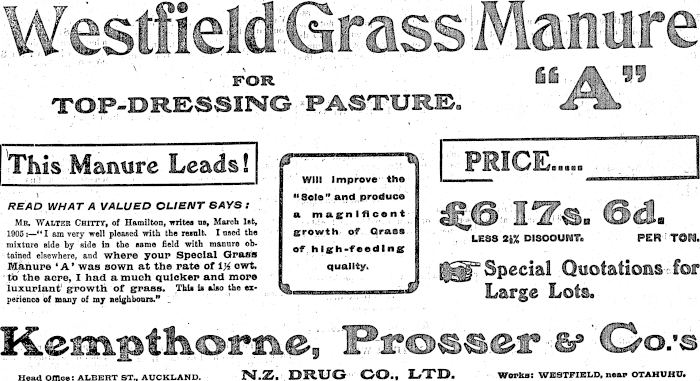 Westfield Grass Manure
FOR
TOP-DRESSING PASTURE.
"A"
This Manure Leads!
READ WHAT A VALUED CLIENT SAYS:
MR. WALTER CHITTY, of Hamilton, writes us, March 1st,
1905:—"I am very well pleased with the result. I used the
mixture side by side in the same field with manure ob-
tained elsewhere, and where your Special Grass
Manure 'A' was sown at the rate of 1½ cwt.
to the acre, I had a much quicker and more
luxuriant growth of grass. This is also the ex-
perience of many of my neighbours."
Will improve the
"Sole" and produce
a magnificent
growth of Grass
of high-feeding
quality.
PRICE.....
£6 17s. 6d.
LESS 2½% DISCOUNT. PER TON.
Special Quotations for
Large Lots.
Kempthorne, Prosser & Co.'s
Head Office: ALBERT ST., AUCKLAND. N.Z. DRUG CO., LTD. Works: WESTFIELD, near OTAHUHU.